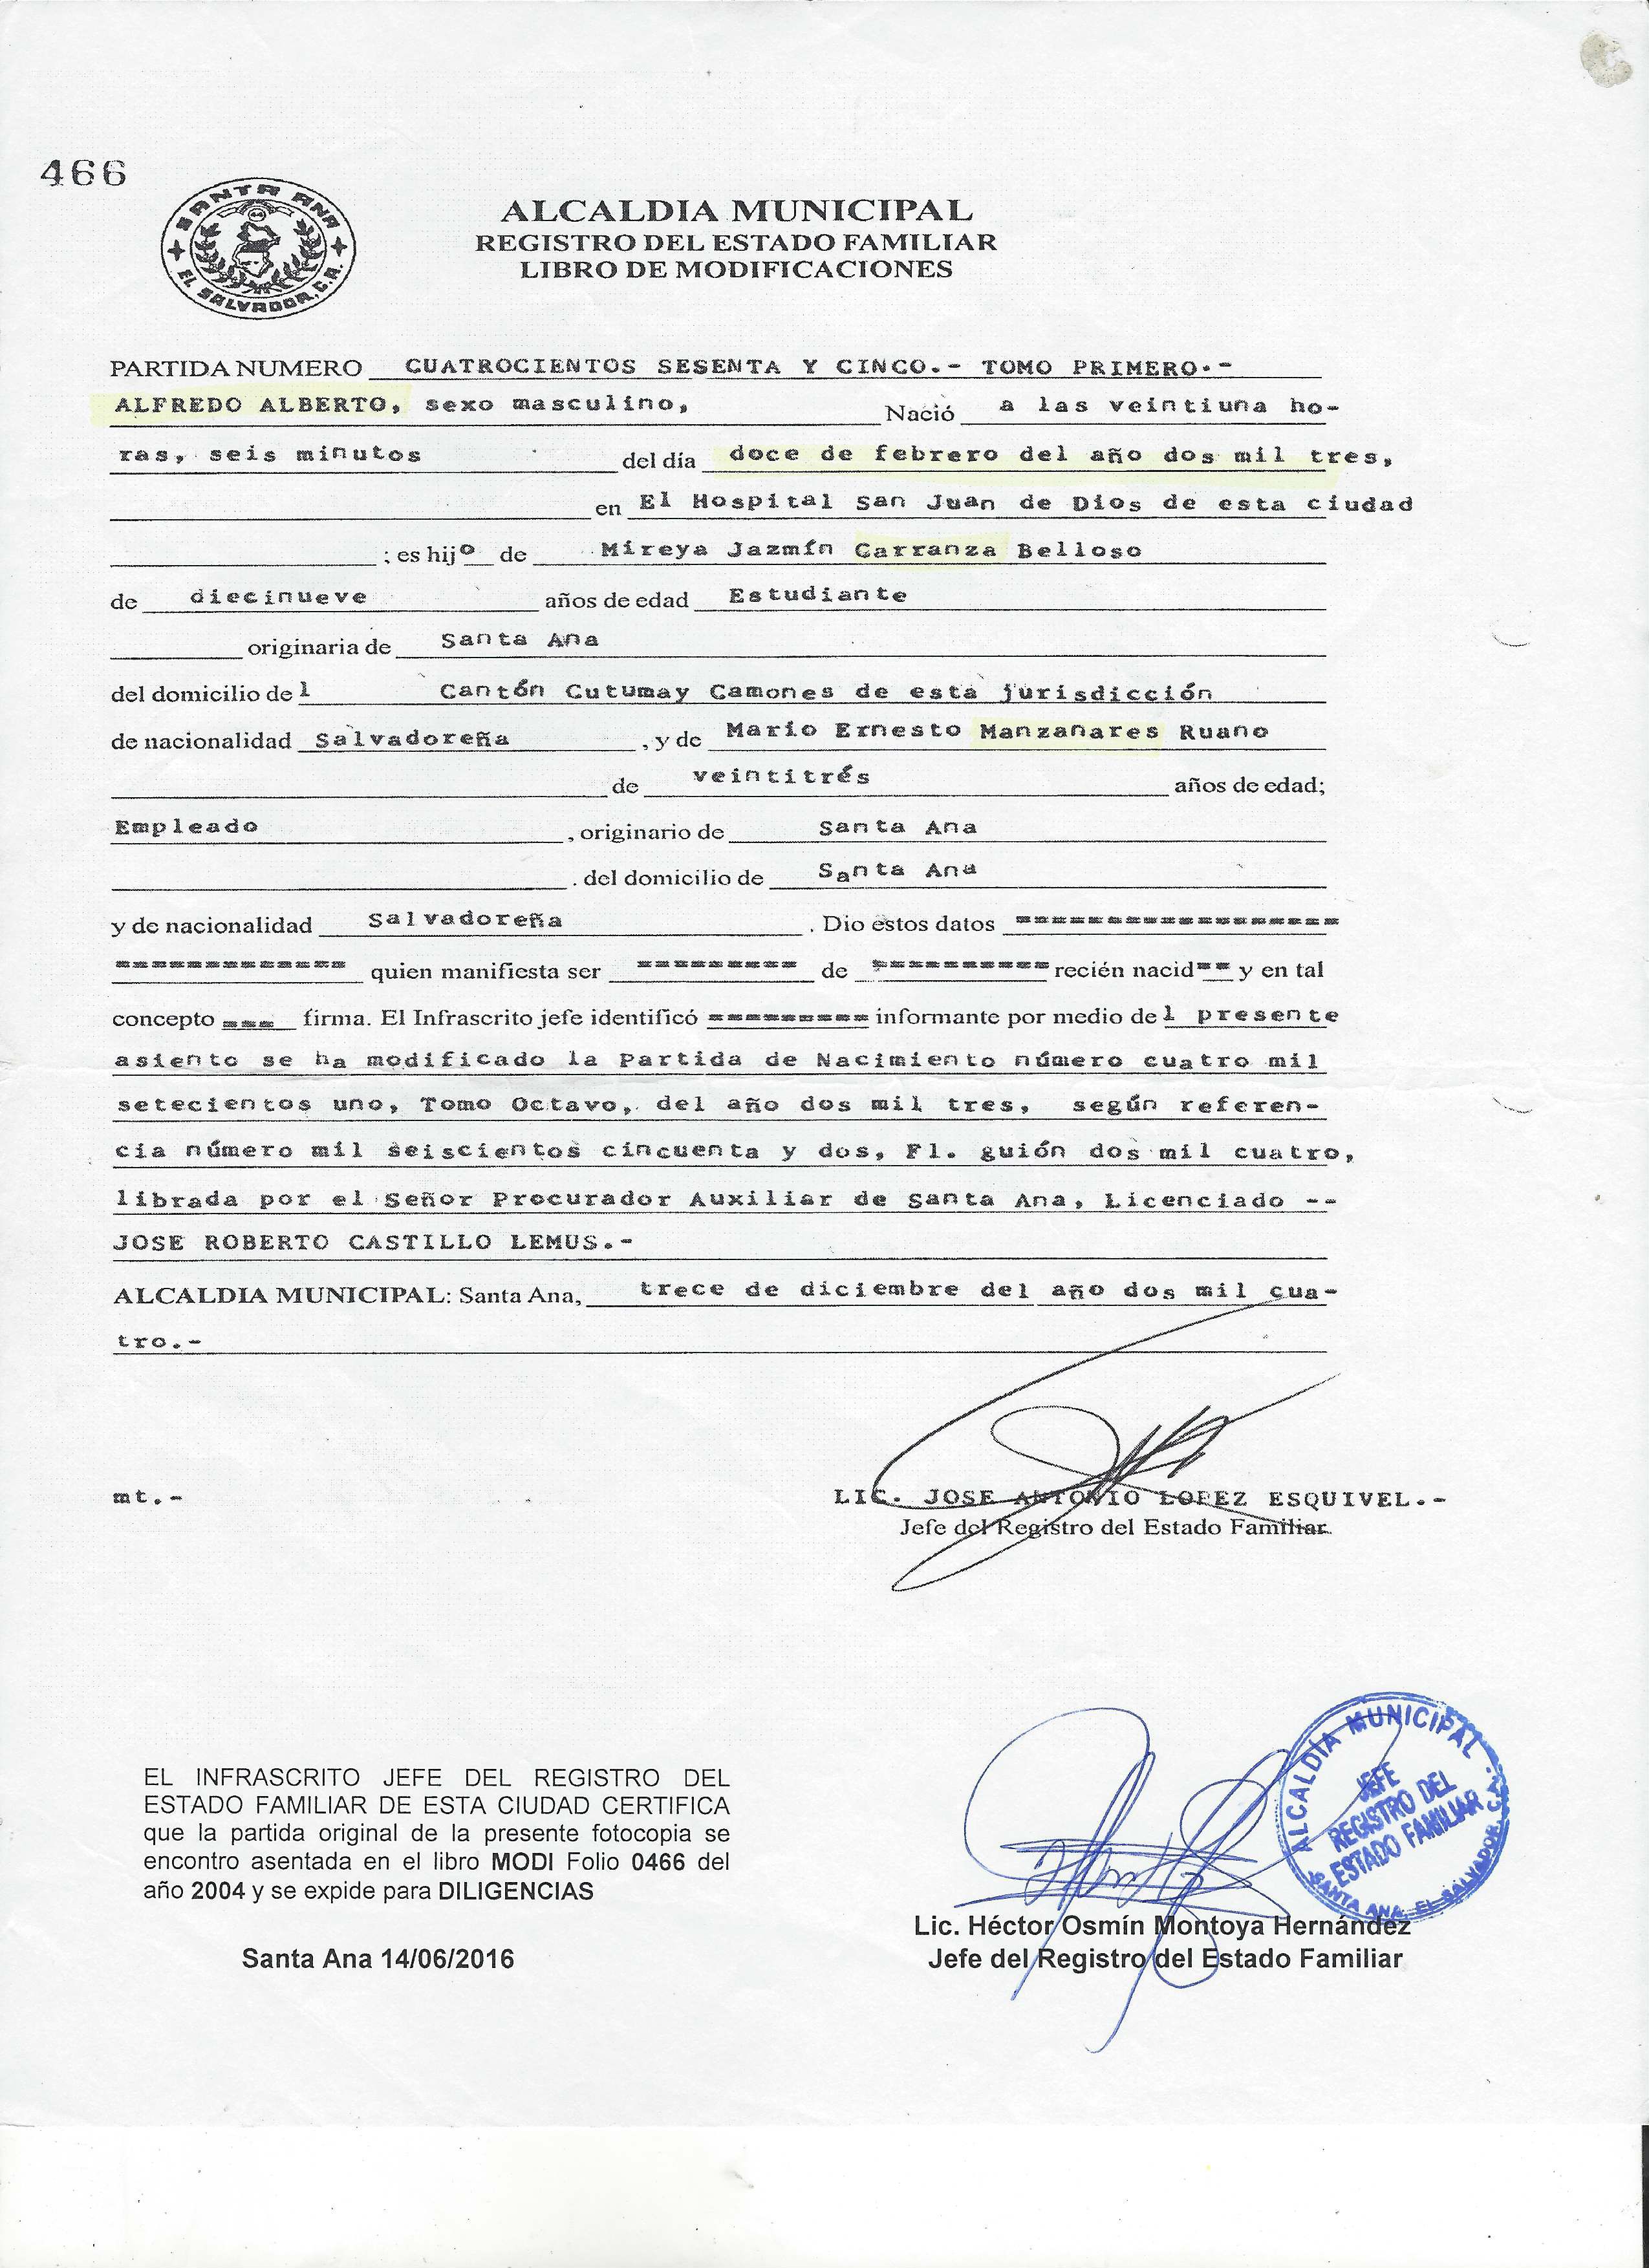 466
SANTA ANA
EL SALVADOR, C.A.
ALCALDIA MUNICIPAL
REGISTRO DEL ESTADO FAMILIAR
LIBRO DE MODIFICACIONES
PARTIDA NUMERO CUATROCIENTOS SESENTA Y CINCO.- TOMO PRIMERO.-
ALFREDO ALBERTO, sexo masculino, Nació a las veintiuna ho-
ras, seis minutos del día doce de febrero del año dos mil tres,
en El Hospital San Juan de Dios de esta ciudad
; es hijo de Mireya Jazmín Carranza Belloso
de diecinueve años de edad Estudiante
originaria de Santa Ana
del domicilio del Cantón Cutumay Camones de esta jurisdicción
de nacionalidad Salvadoreña, y de Mario Ernesto Manzanares Ruano
de veintitrés años de edad;
Empleado, originario de Santa Ana
. del domicilio de Santa Ana
y de nacionalidad Salvadoreña. Dio estos datos ==================
============= quien manifiesta ser ========= de ========== recién nacid== y en tal
concepto === firma. El Infrascrito jefe identificó ========= informante por medio del presente
asiento se ha modificado la Partida de Nacimiento número cuatro mil
setecientos uno, Tomo Octavo, del año dos mil tres, según referen-
cia número mil seiscientos cincuenta y dos, Fl. guión dos mil cuatro,
librada por el Señor Procurador Auxiliar de Santa Ana, Licenciado --
JOSE ROBERTO CASTILLO LEMUS.-
ALCALDIA MUNICIPAL: Santa Ana, trece de diciembre del año dos mil cua-
tro.-
mt.-
LIC. JOSE ANTONIO LOPEZ ESQUIVEL.-
Jefe del Registro del Estado Familiar.
EL INFRASCRITO JEFE DEL REGISTRO DEL
ESTADO FAMILIAR DE ESTA CIUDAD CERTIFICA
que la partida original de la presente fotocopia se
encontro asentada en el libro MODI Folio 0466 del
año 2004 y se expide para DILIGENCIAS
Santa Ana 14/06/2016
ALCALDÍA MUNICIPAL
JEFE
REGISTRO DEL
ESTADO FAMILIAR
SANTA ANA, EL SALVADOR, C.A.
Lic. Héctor Osmín Montoya Hernández
Jefe del Registro del Estado Familiar